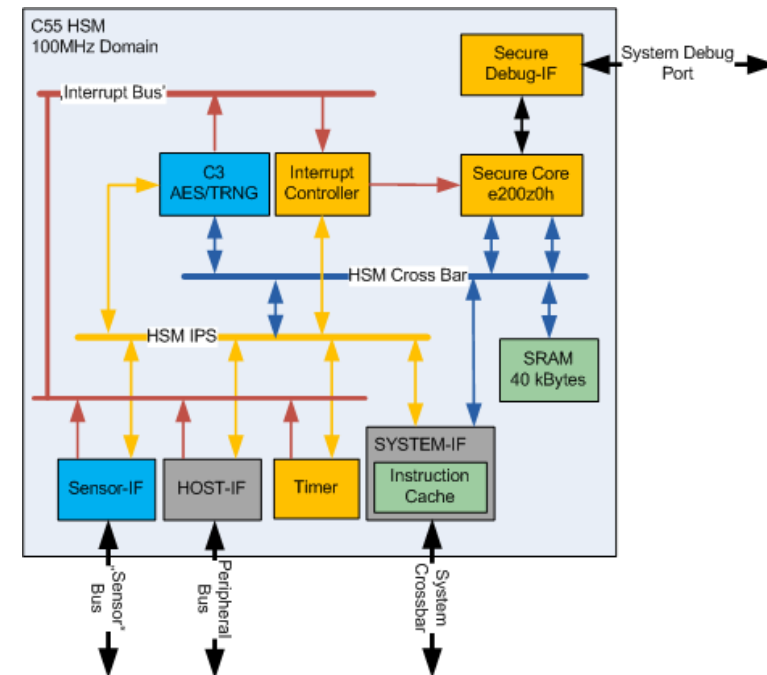 C55 HSM
100MHz Domain
Secure
Debug-IF
System Debug
Port
‚Interrupt Bus'
C3
AES/TRNG
Interrupt
Controller
Secure Core
e200z0h
HSM Cross Bar
HSM IPS
SRAM
40 kBytes
SYSTEM-IF
Instruction
Cache
Sensor-IF
HOST-IF
Timer
„Sensor"
Bus
Peripheral
Bus
System
Crossbar